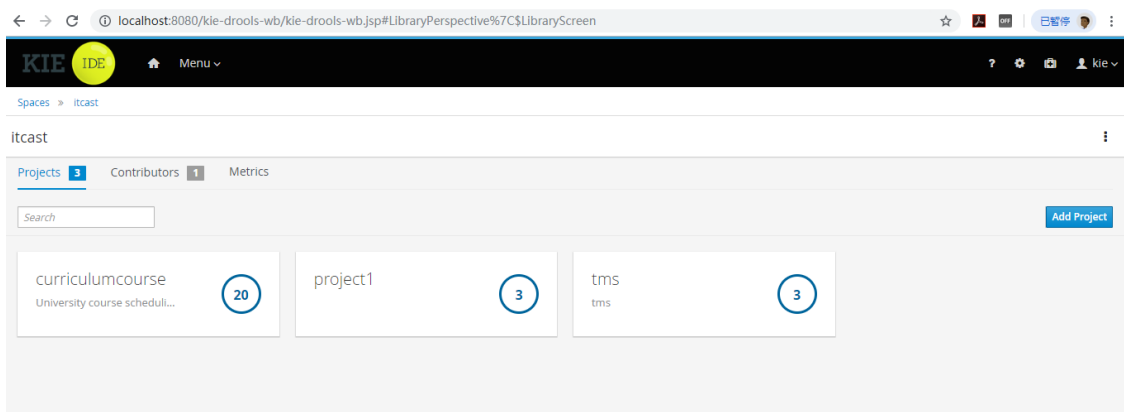 localhost:8080/kie-drools-wb/kie-drools-wb.jsp#LibraryPerspective%7C$LibraryScreen
OFF
已暂停
KIE IDE
Menu
? kie
Spaces » itcast
itcast
Projects 3 Contributors 1 Metrics
Search
Add Project
curriculumcourse
University course scheduli...
20
project1
3
tms
tms
3